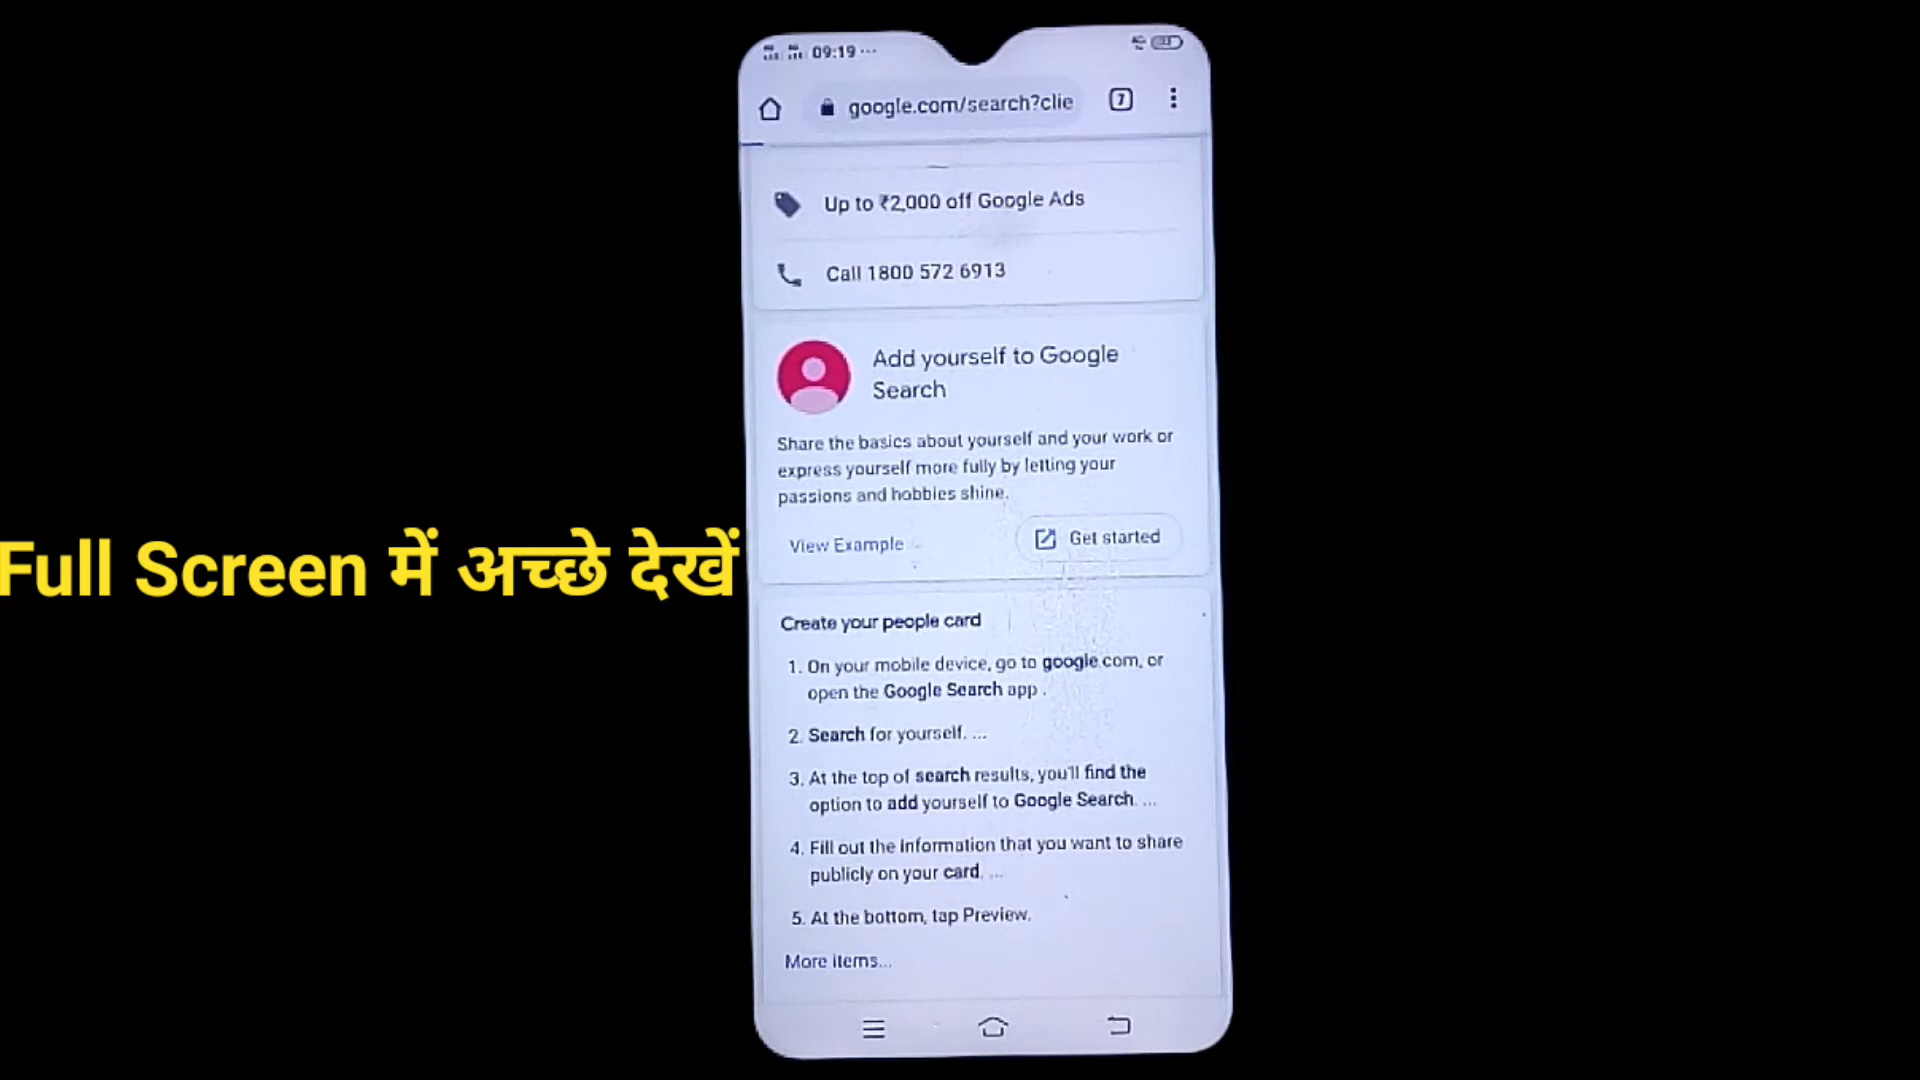 09:19 ...
google.com/search?clie
7
Up to ₹2,000 off Google Ads
Call 1800 572 6913
Add yourself to Google
Search
Share the basics about yourself and your work or
express yourself more fully by letting your
passions and hobbies shine.
View Example
Get started
Full Screen में अच्छे देखें
Create your people card
1. On your mobile device, go to google.com, or
open the Google Search app .
2. Search for yourself. ...
3. At the top of search results, you'll find the
option to add yourself to Google Search. ...
4. Fill out the information that you want to share
publicly on your card. ...
5. At the bottom, tap Preview.
More items...